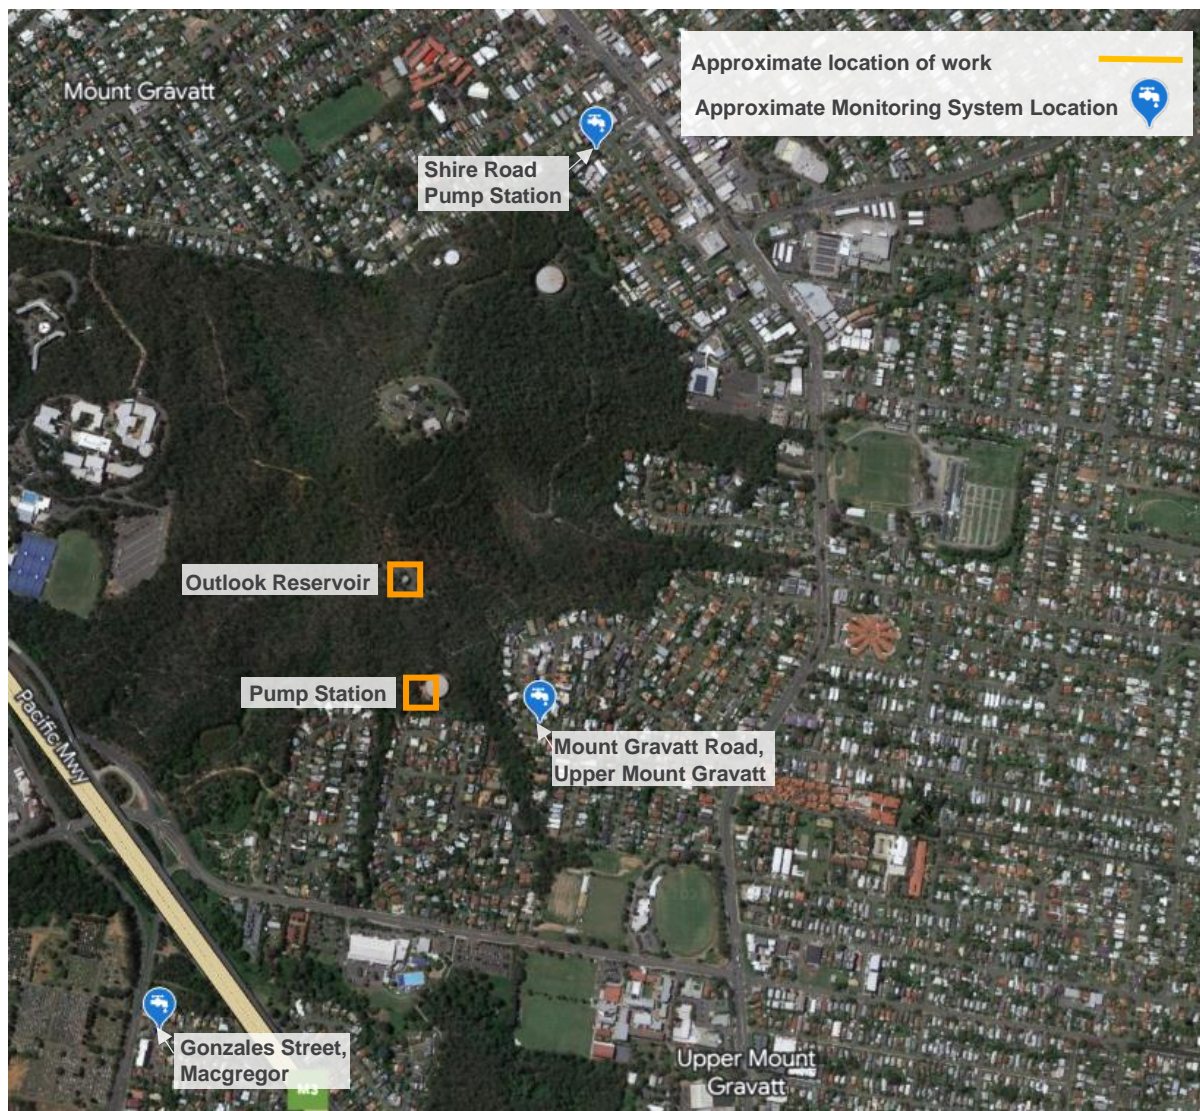 Mount Gravatt
Approximate location of work
Approximate Monitoring System Location
Shire Road
Pump Station
Outlook Reservoir
Pump Station
Pacific Mwy
Mount Gravatt Road,
Upper Mount Gravatt
Gonzales Street,
Macgregor
M3
Upper Mount
Gravatt